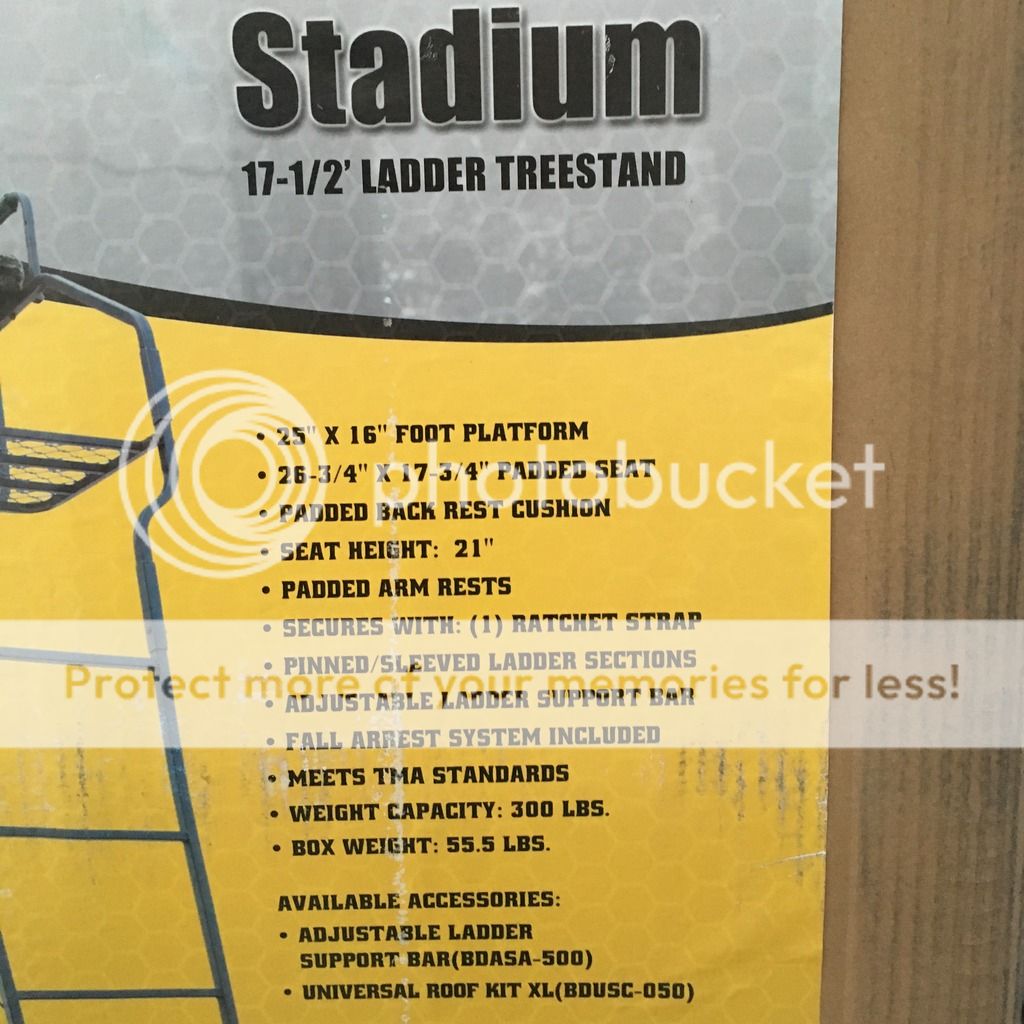 Stadium
17-1/2' LADDER TREESTAND
• 25" X 16" FOOT PLATFORM
• 26-3/4" X 17-3/4" PADDED SEAT
photobucket
• PADDED BACK REST CUSHION
• SEAT HEIGHT: 21"
• PADDED ARM RESTS
• SECURES WITH: (1) RATCHET STRAP
• PINNED/SLEEVED LADDER SECTIONS
Protect more of your memories for less!
• ADJUSTABLE LADDER SUPPORT BAR
• FALL ARREST SYSTEM INCLUDED
• MEETS TMA STANDARDS
• WEIGHT CAPACITY: 300 LBS.
• BOX WEIGHT: 55.5 LBS.
AVAILABLE ACCESSORIES:
• ADJUSTABLE LADDER
SUPPORT BAR(BDASA-500)
• UNIVERSAL ROOF KIT XL(BDUSC-050)